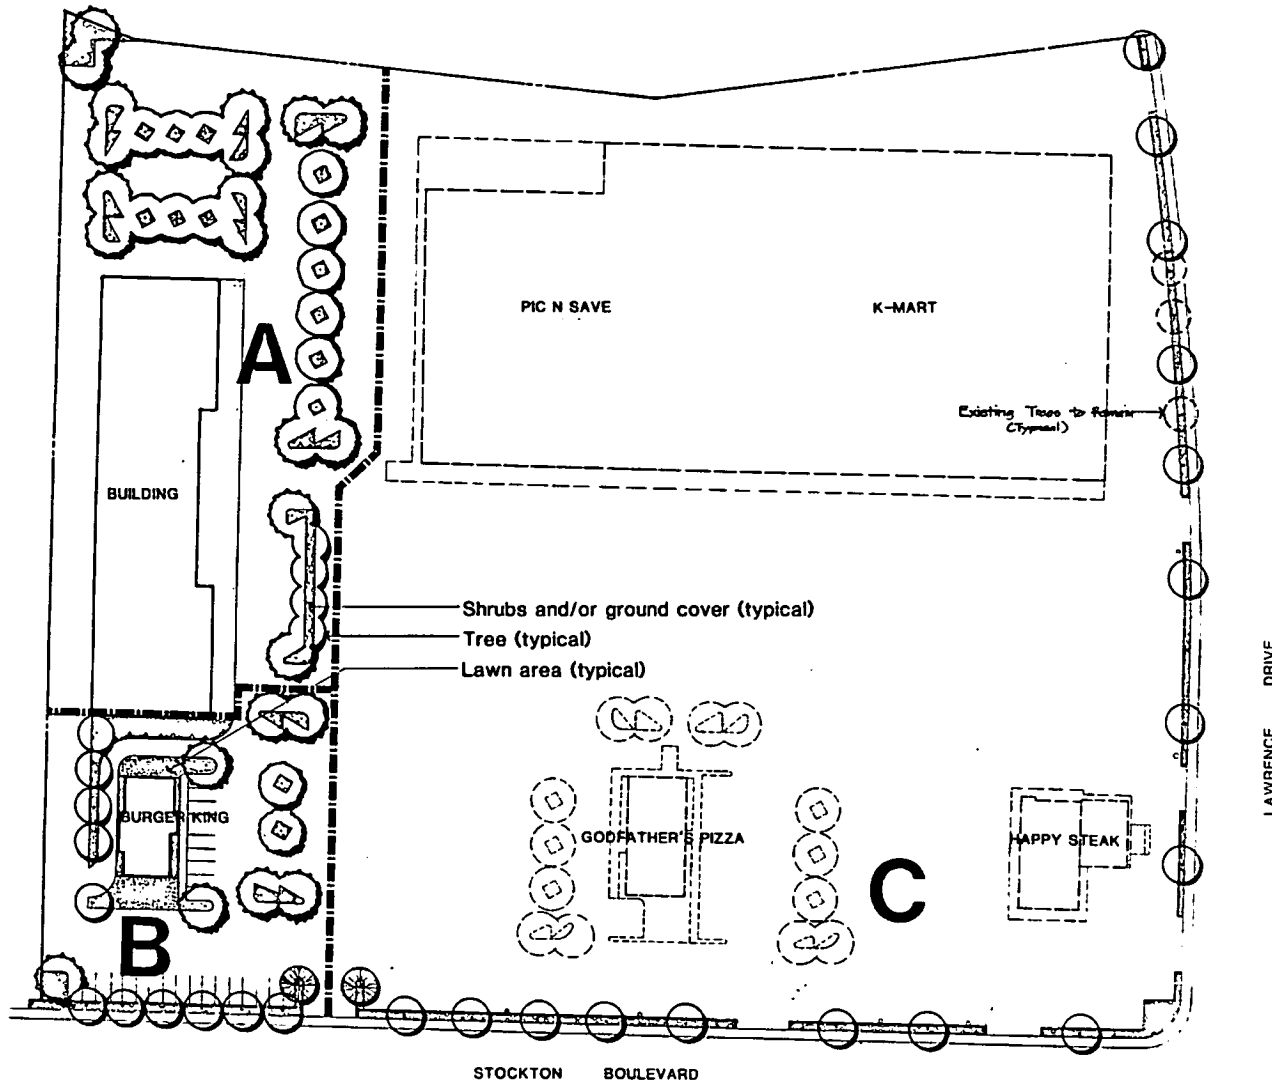 PIC N SAVE
K-MART
A
Existing Trees to Remain
(Typical)
BUILDING
Shrubs and/or ground cover (typical)
Tree (typical)
Lawn area (typical)
LAWRENCE DRIVE
BURGER KING
GODFATHER'S PIZZA
HAPPY STEAK
C
B
STOCKTON BOULEVARD